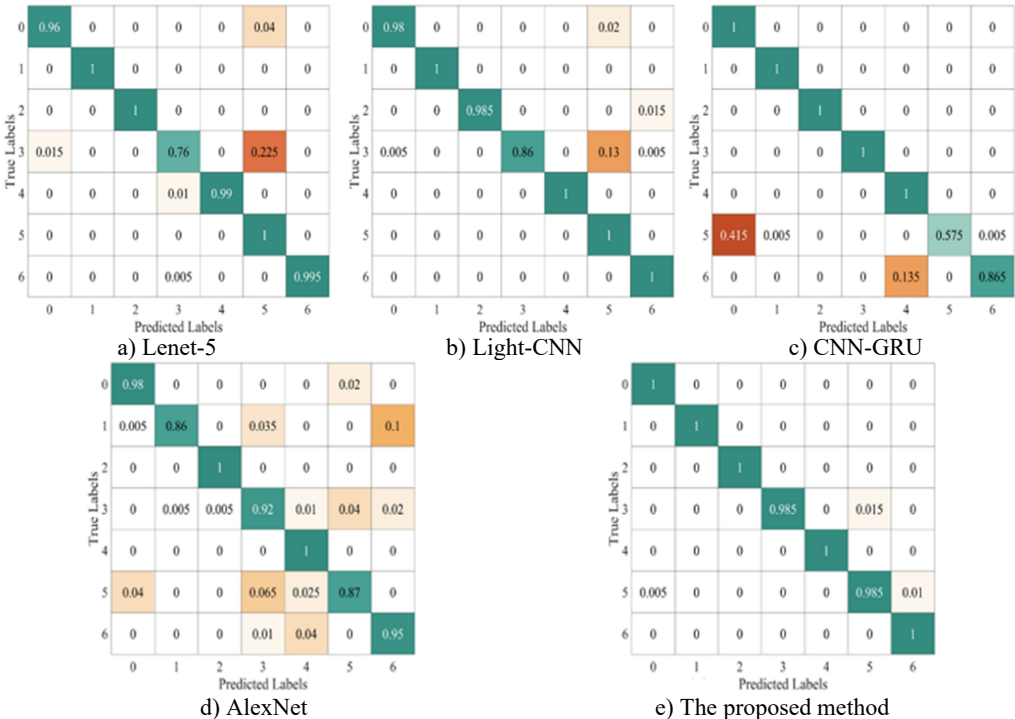 True Labels
0 0.96 0 0 0 0 0.04 0
1 0 1 0 0 0 0 0
2 0 0 1 0 0 0 0
3 0.015 0 0 0.76 0 0.225 0
4 0 0 0 0.01 0.99 0 0
5 0 0 0 0 0 1 0
6 0 0 0 0.005 0 0 0.995
0 1 2 3 4 5 6
Predicted Labels
a) Lenet-5
True Labels
0 0.98 0 0 0 0 0.02 0
1 0 1 0 0 0 0 0
2 0 0 0.985 0 0 0 0.015
3 0.005 0 0 0.86 0 0.13 0.005
4 0 0 0 0 1 0 0
5 0 0 0 0 0 1 0
6 0 0 0 0 0 0 1
0 1 2 3 4 5 6
Predicted Labels
b) Light-CNN
True Labels
0 1 0 0 0 0 0 0
1 0 1 0 0 0 0 0
2 0 0 1 0 0 0 0
3 0 0 0 1 0 0 0
4 0 0 0 0 1 0 0
5 0.415 0.005 0 0 0 0.575 0.005
6 0 0 0 0 0.135 0 0.865
0 1 2 3 4 5 6
Predicted Labels
c) CNN-GRU
True Labels
0 0.98 0 0 0 0 0.02 0
1 0.005 0.86 0 0.035 0 0 0.1
2 0 0 1 0 0 0 0
3 0 0.005 0.005 0.92 0.01 0.04 0.02
4 0 0 0 0 1 0 0
5 0.04 0 0 0.065 0.025 0.87 0
6 0 0 0 0.01 0.04 0 0.95
0 1 2 3 4 5 6
Predicted Labels
d) AlexNet
True Labels
0 1 0 0 0 0 0 0
1 0 1 0 0 0 0 0
2 0 0 1 0 0 0 0
3 0 0 0 0.985 0 0.015 0
4 0 0 0 0 1 0 0
5 0.005 0 0 0 0 0.985 0.01
6 0 0 0 0 0 0 1
0 1 2 3 4 5 6
Predicted Labels
e) The proposed method